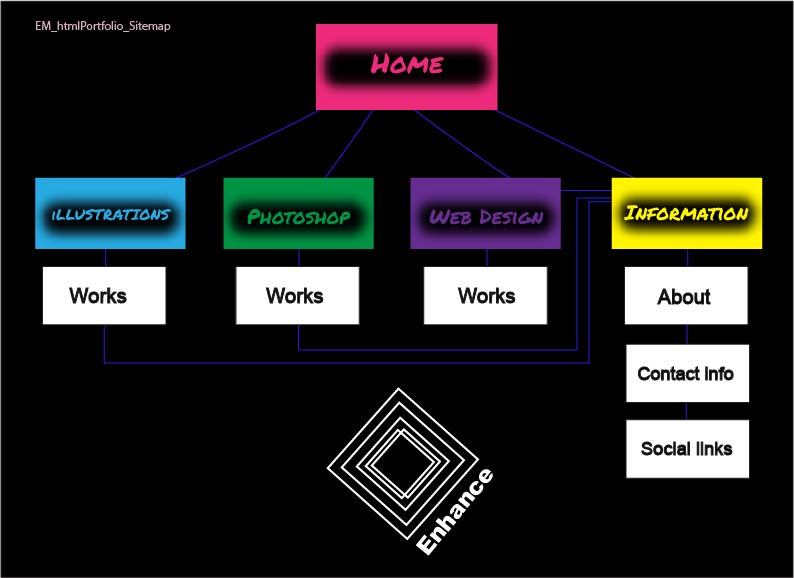 EM_htmlPortfolio_Sitemap
HOME
iLLUSTRATIONS
PHOTOSHOP
WEB DESIGN
INFORMATION
Works
Works
Works
About
Contact info
Social links
Enhance